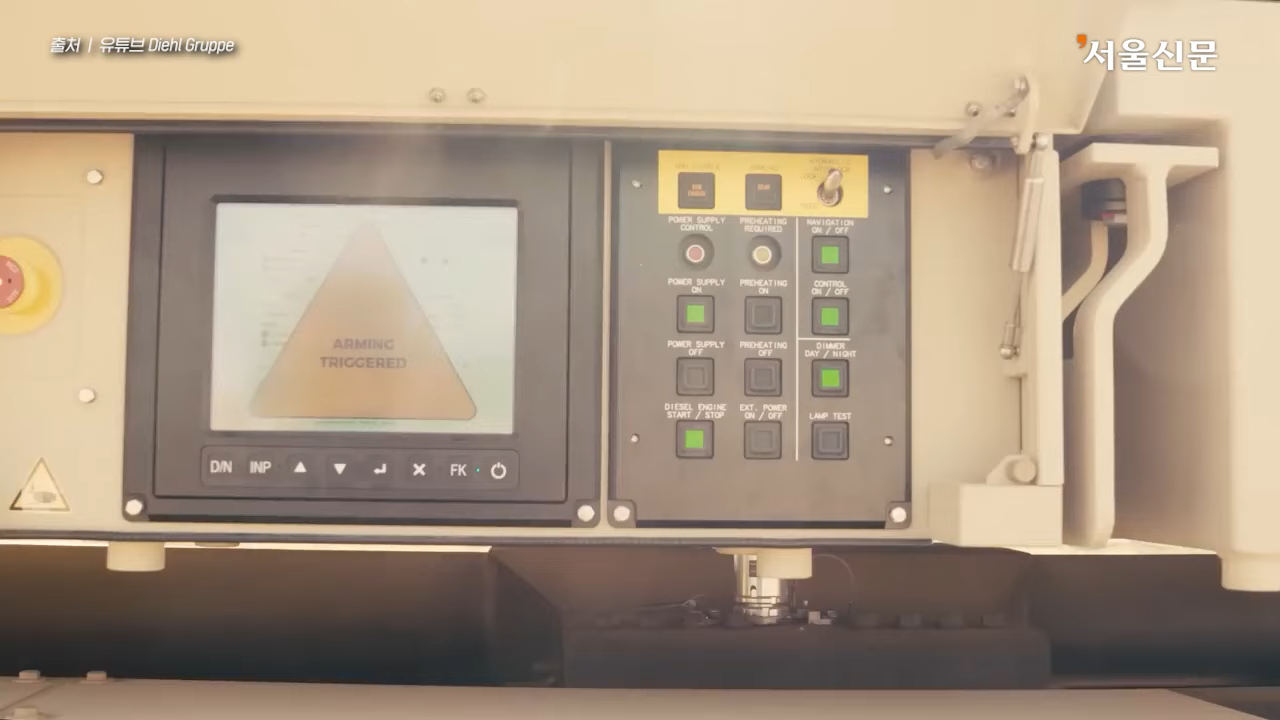 출처 | 유튜브 Diehl Gruppe
서울신문
ARMING
TRIGGERED
D/N INP FK
POWER SUPPLY
CONTROL
PREHEATING
REQUIRED
NAVIGATION
ON / OFF
POWER SUPPLY
ON
PREHEATING
ON
CONTROL
ON / OFF
POWER SUPPLY
OFF
PREHEATING
OFF
DIMMER
DAY / NIGHT
DIESEL ENGINE
START / STOP
EXT. POWER
ON / OFF
LAMP TEST